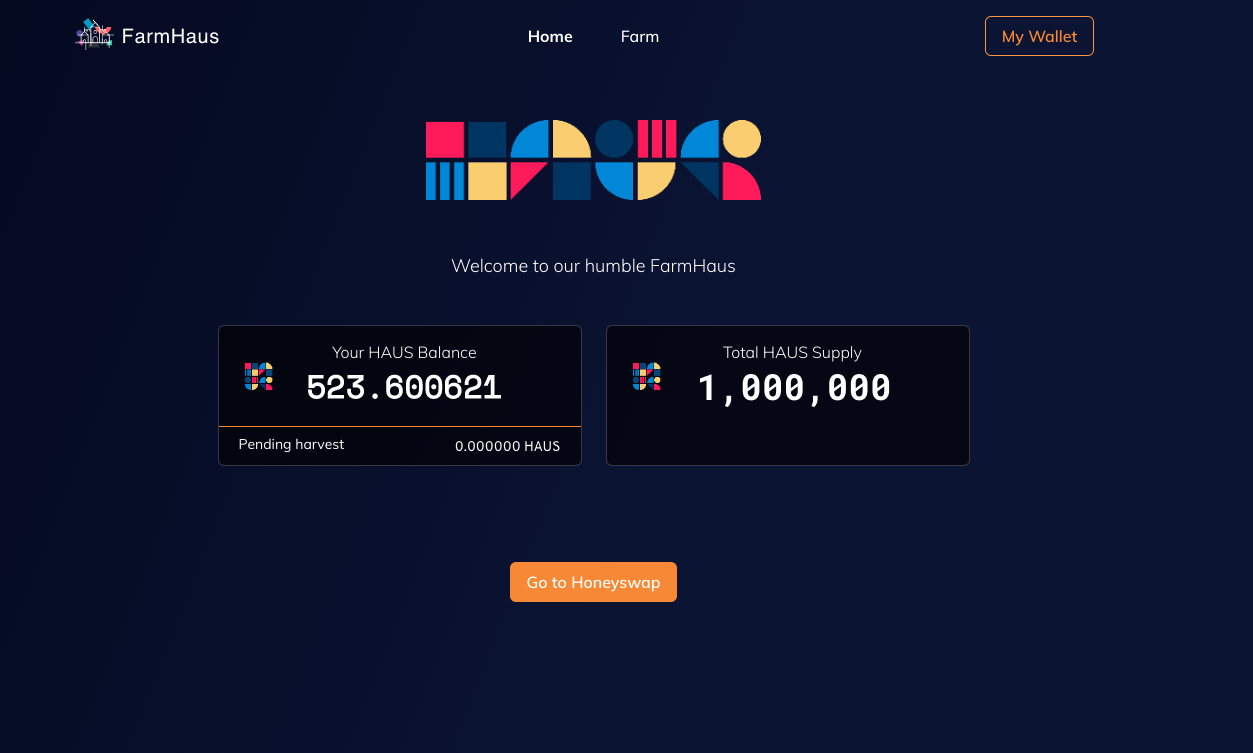 FarmHaus
Home
Farm
My Wallet
Welcome to our humble FarmHaus
Your HAUS Balance
523.600621
Pending harvest
0.000000 HAUS
Total HAUS Supply
1,000,000
Go to Honeyswap